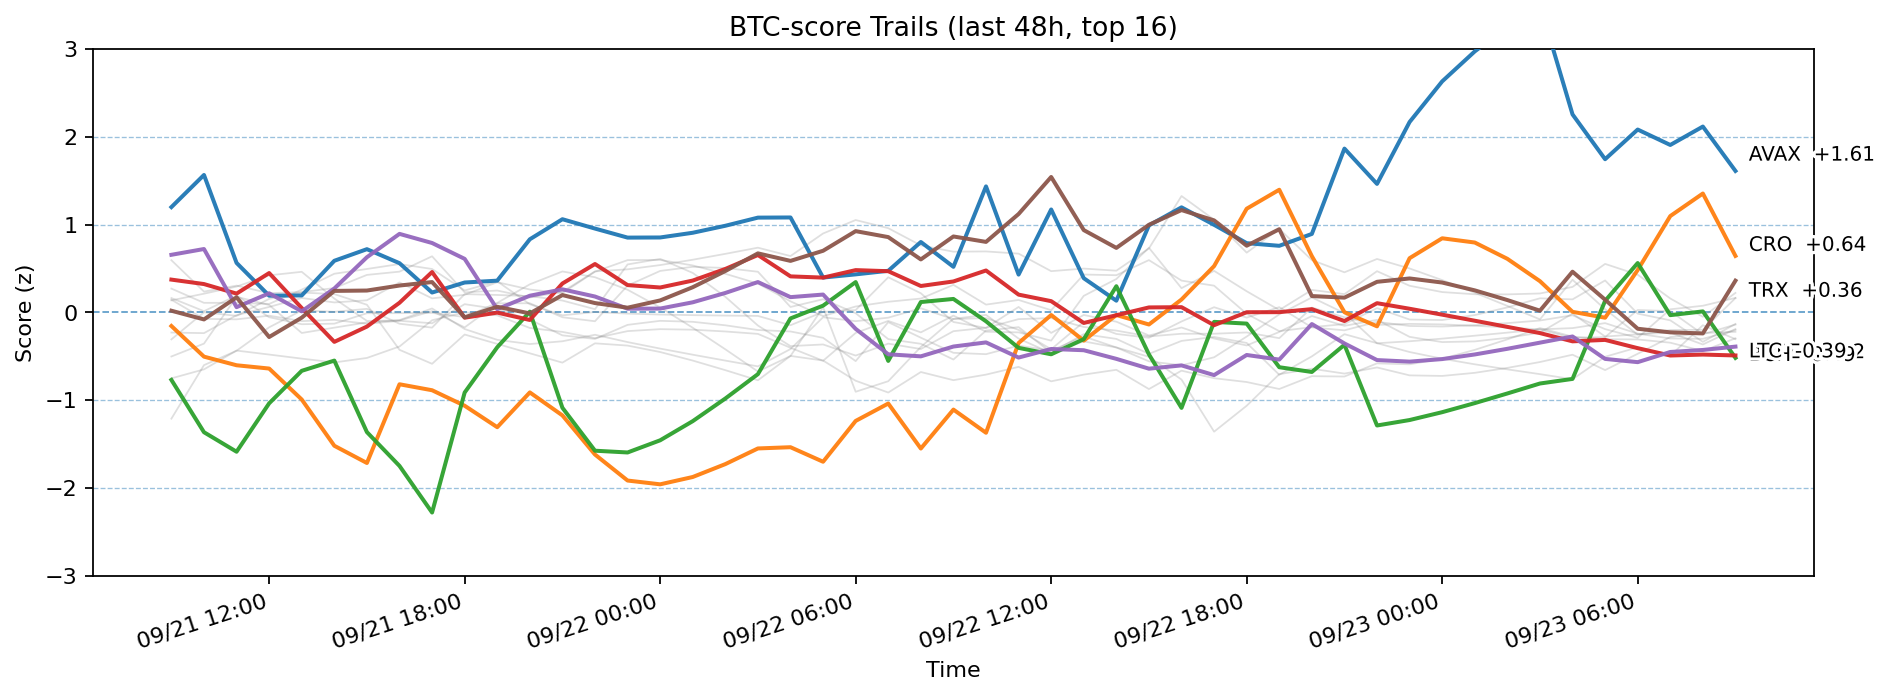 BTC-score Trails (last 48h, top 16)
3
2
1
0
−1
−2
−3
Score (z)
AVAX +1.61
CRO +0.64
TRX +0.36
LTC
09/21 12:00
09/21 18:00
09/22 00:00
09/22 06:00
09/22 12:00
09/22 18:00
09/23 00:00
09/23 06:00
Time